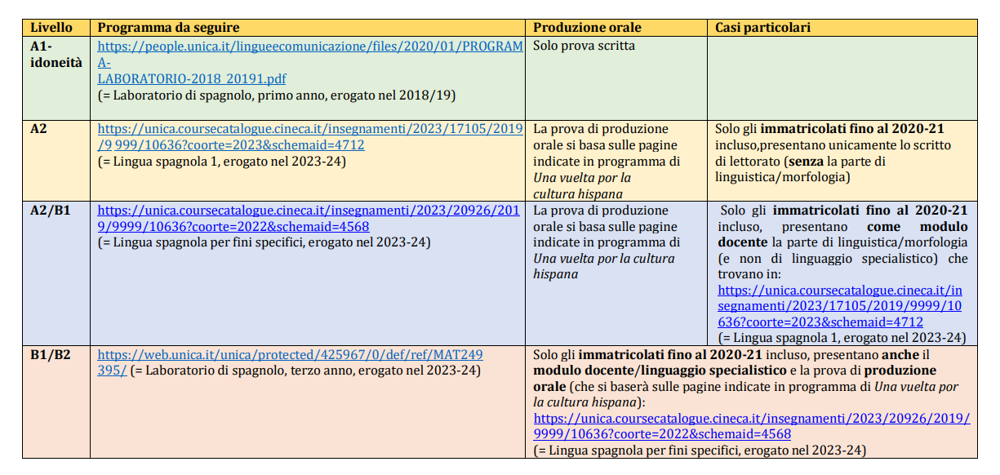 Livello
Programma da seguire
Produzione orale
Casi particolari
A1-
idoneità
https://people.unica.it/lingueecomunicazione/files/2020/01/PROGRAM
A-
LABORATORIO-2018_20191.pdf
(= Laboratorio di spagnolo, primo anno, erogato nel 2018/19)
Solo prova scritta
A2
https://unica.coursecatalogue.cineca.it/insegnamenti/2023/17105/2019
/9 999/10636?coorte=2023&schemaid=4712
(= Lingua spagnola 1, erogato nel 2023-24)
La prova di produzione
orale si basa sulle pagine
indicate in programma di
Una vuelta por la
cultura hispana
Solo gli immatricolati fino al 2020-21
incluso,presentano unicamente lo scritto
di lettorato (senza la parte di
linguistica/morfologia)
A2/B1
https://unica.coursecatalogue.cineca.it/insegnamenti/2023/20926/201
9/9999/10636?coorte=2022&schemaid=4568
(= Lingua spagnola per fini specifici, erogato nel 2023-24)
La prova di produzione
orale si basa sulle pagine
indicate in programma di
Una vuelta por la cultura
hispana
Solo gli immatricolati fino al 2020-21
incluso, presentano come modulo
docente la parte di linguistica/morfologia
(e non di linguaggio specialistico) che
trovano in:
https://unica.coursecatalogue.cineca.it/in
segnamenti/2023/17105/2019/9999/10
636?coorte=2023&schemaid=4712
(= Lingua spagnola 1, erogato nel 2023-24)
B1/B2
https://web.unica.it/unica/protected/425967/0/def/ref/MAT249
395/ (= Laboratorio di spagnolo, terzo anno, erogato nel 2023-24)
Solo gli immatricolati fino al 2020-21 incluso, presentano anche il
modulo docente/linguaggio specialistico e la prova di produzione
orale (che si baserà sulle pagine indicate in programma di Una vuelta por
la cultura hispana):
https://unica.coursecatalogue.cineca.it/insegnamenti/2023/20926/2019/
9999/10636?coorte=2022&schemaid=4568
(= Lingua spagnola per fini specifici, erogato nel 2023-24)